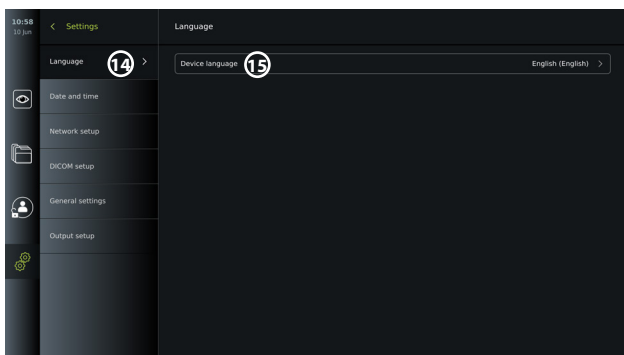 10:58
10 Jun
Settings
Language
Language
14
Device language
15
English (English)
Date and time
Network setup
DICOM setup
General settings
Output setup